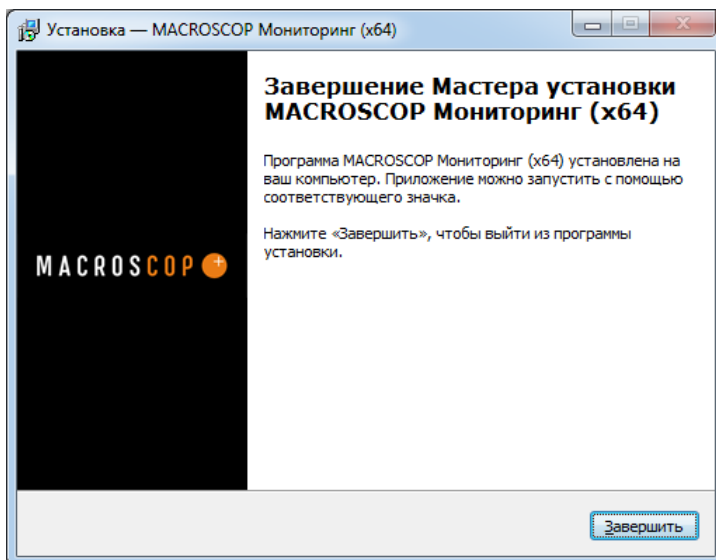 Установка — MACROSCOP Мониторинг (x64)
Завершение Мастера установки
MACROSCOP Мониторинг (x64)
Программа MACROSCOP Мониторинг (x64) установлена на
ваш компьютер. Приложение можно запустить с помощью
соответствующего значка.
Нажмите «Завершить», чтобы выйти из программы
установки.
MACROSCOP
Завершить